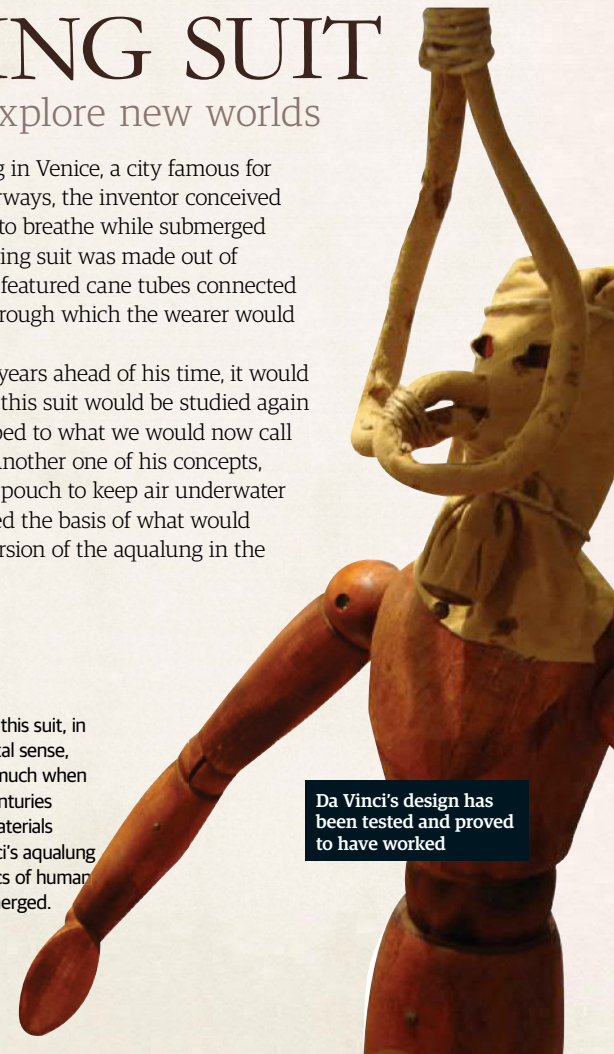 ING SUIT
xplore new worlds
g in Venice, a city famous for
rways, the inventor conceived
to breathe while submerged
ing suit was made out of
featured cane tubes connected
rough which the wearer would
years ahead of his time, it would
this suit would be studied again
ped to what we would now call
another one of his concepts,
pouch to keep air underwater
ed the basis of what would
rsion of the aqualung in the
this suit, in
tal sense,
much when
nturies
aterials
ci's aqualung
cs of human
nerged.
Da Vinci's design has
been tested and proved
to have worked